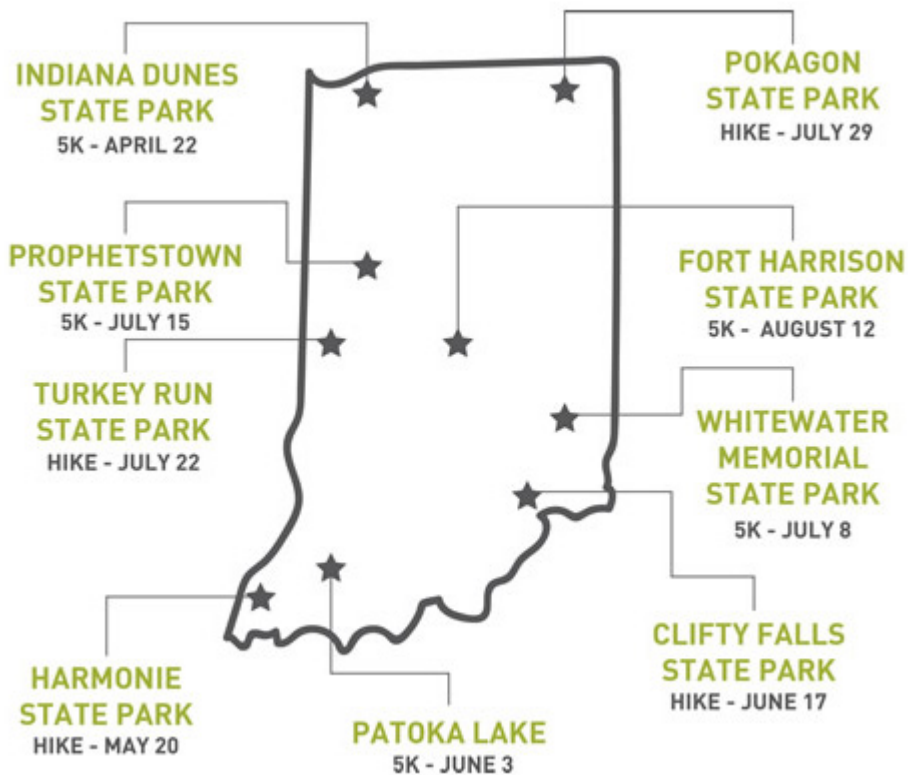 INDIANA DUNES
STATE PARK
5K - APRIL 22
POKAGON
STATE PARK
HIKE - JULY 29
PROPHETSTOWN
STATE PARK
5K - JULY 15
FORT HARRISON
STATE PARK
5K - AUGUST 12
TURKEY RUN
STATE PARK
HIKE - JULY 22
WHITEWATER
MEMORIAL
STATE PARK
5K - JULY 8
HARMONIE
STATE PARK
HIKE - MAY 20
PATOKA LAKE
5K - JUNE 3
CLIFTY FALLS
STATE PARK
HIKE - JUNE 17